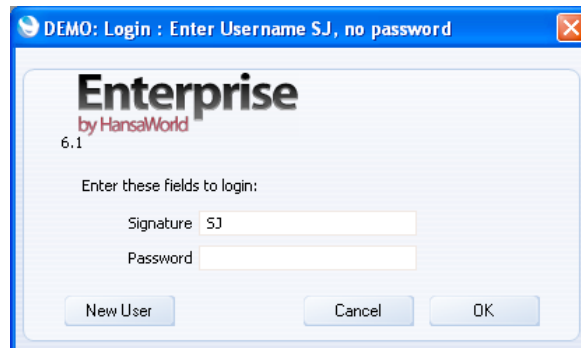 DEMO: Login : Enter Username SJ, no password
Enterprise
by HansaWorld
6.1
Enter these fields to login:
Signature SJ
Password
New User Cancel OK